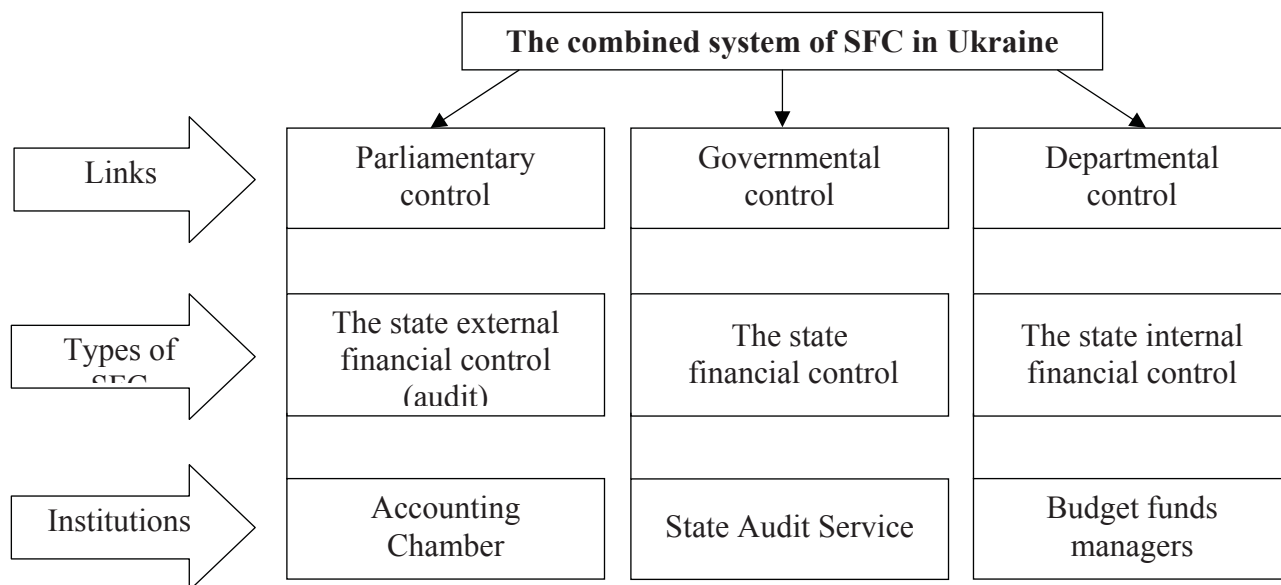 The combined system of SFC in Ukraine
Links
Parliamentary
control
Governmental
control
Departmental
control
Types of
SFC
The state external
financial control
(audit)
The state
financial control
The state internal
financial control
Institutions
Accounting
Chamber
State Audit Service
Budget funds
managers